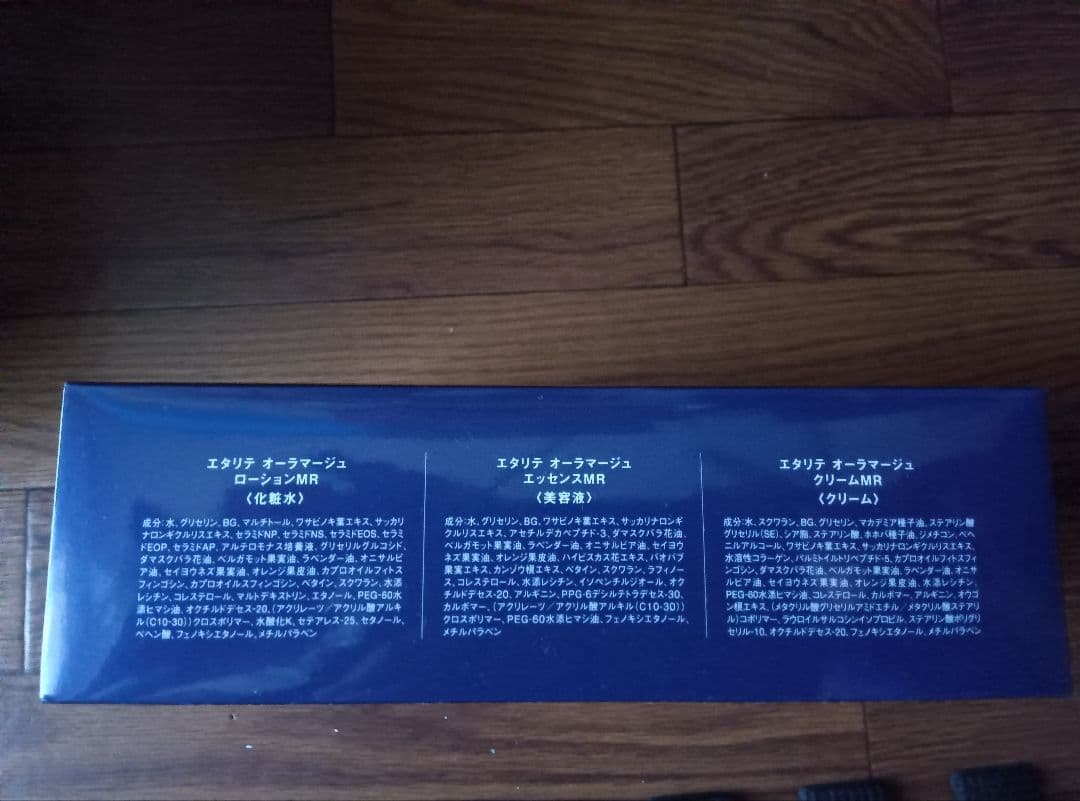 エタリテ オーラマージュ
ローションMR
〈化粧水〉
成分：水、グリセリン、BG、マルチトール、ワサビノキ葉エキス、サッカリ
ナロンギクルリスエキス、セラミドNP、セラミドNS、セラミドEOS、セラミ
ドEOP、セラミドAP、アルテロモナス培養液、グリセリルグルコシド、
ダマスクバラ花油、ベルガモット果実油、ラベンダー油、オニサルビ
ア油、セイヨウネズ果実油、オレンジ果皮油、カプロオイルフィトス
フィンゴシン、カプロオイルスフィンゴシン、ベタイン、スクワラン、水添
レシチン、コレステロール、マルトデキストリン、エタノール、PEG-60水
添ヒマシ油、オクチルドデセス-20、（アクリレーツ／アクリル酸アルキ
ル（C10-30））クロスポリマー、水酸化K、セテアレス-25、セタノール、
ベヘン酸、フェノキシエタノール、メチルパラベン
エタリテ オーラマージュ
エッセンスMR
〈美容液〉
成分：水、グリセリン、BG、ワサビノキ葉エキス、サッカリナロンギ
クルリスエキス、アセチルデカペプチド-3、ダマスクバラ花油、
ベルガモット果実油、ラベンダー油、オニサルビア油、セイヨウ
ネズ果実油、オレンジ果皮油、ハイビスカス花エキス、バオバブ
果実エキス、カンゾウ根エキス、ベタイン、スクワラン、ラフィノー
ス、コレステロール、水添レシチン、イソペンチルジオール、オク
チルドデセス-20、アルギニン、PPG-6デシルテトラデセス-30、
カルボマー、（アクリレーツ／アクリル酸アルキル（C10-30））
クロスポリマー、PEG-60水添ヒマシ油、フェノキシエタノール、
メチルパラベン
エタリテ オーラマージュ
クリームMR
〈クリーム〉
成分：水、スクワラン、BG、グリセリン、マカデミア種子油、ステアリン酸
グリセリル（SE）、シア脂、ステアリン酸、ホホバ種子油、ジメチコン、ベヘ
ニルアルコール、ワサビノキ葉エキス、サッカリナロンギクルリスエキス、
水溶性コラーゲン、パルミトイルトリペプチド-5、カプロオイルフィトスフィ
ンゴシン、ダマスクバラ花油、ベルガモット果実油、ラベンダー油、オニサ
ルビア油、セイヨウネズ果実油、オレンジ果皮油、水添レシチン、
PEG-60水添ヒマシ油、コレステロール、カルボマー、アルギニン、オウゴ
ン根エキス、（メタクリル酸グリセリルアミドエチル／メタクリル酸ステアリ
ル）コポリマー、ラウロイルサルコシンイソプロピル、ステアリン酸ポリグリ
セリル-10、オクチルドデセス-20、フェノキシエタノール、メチルパラベン